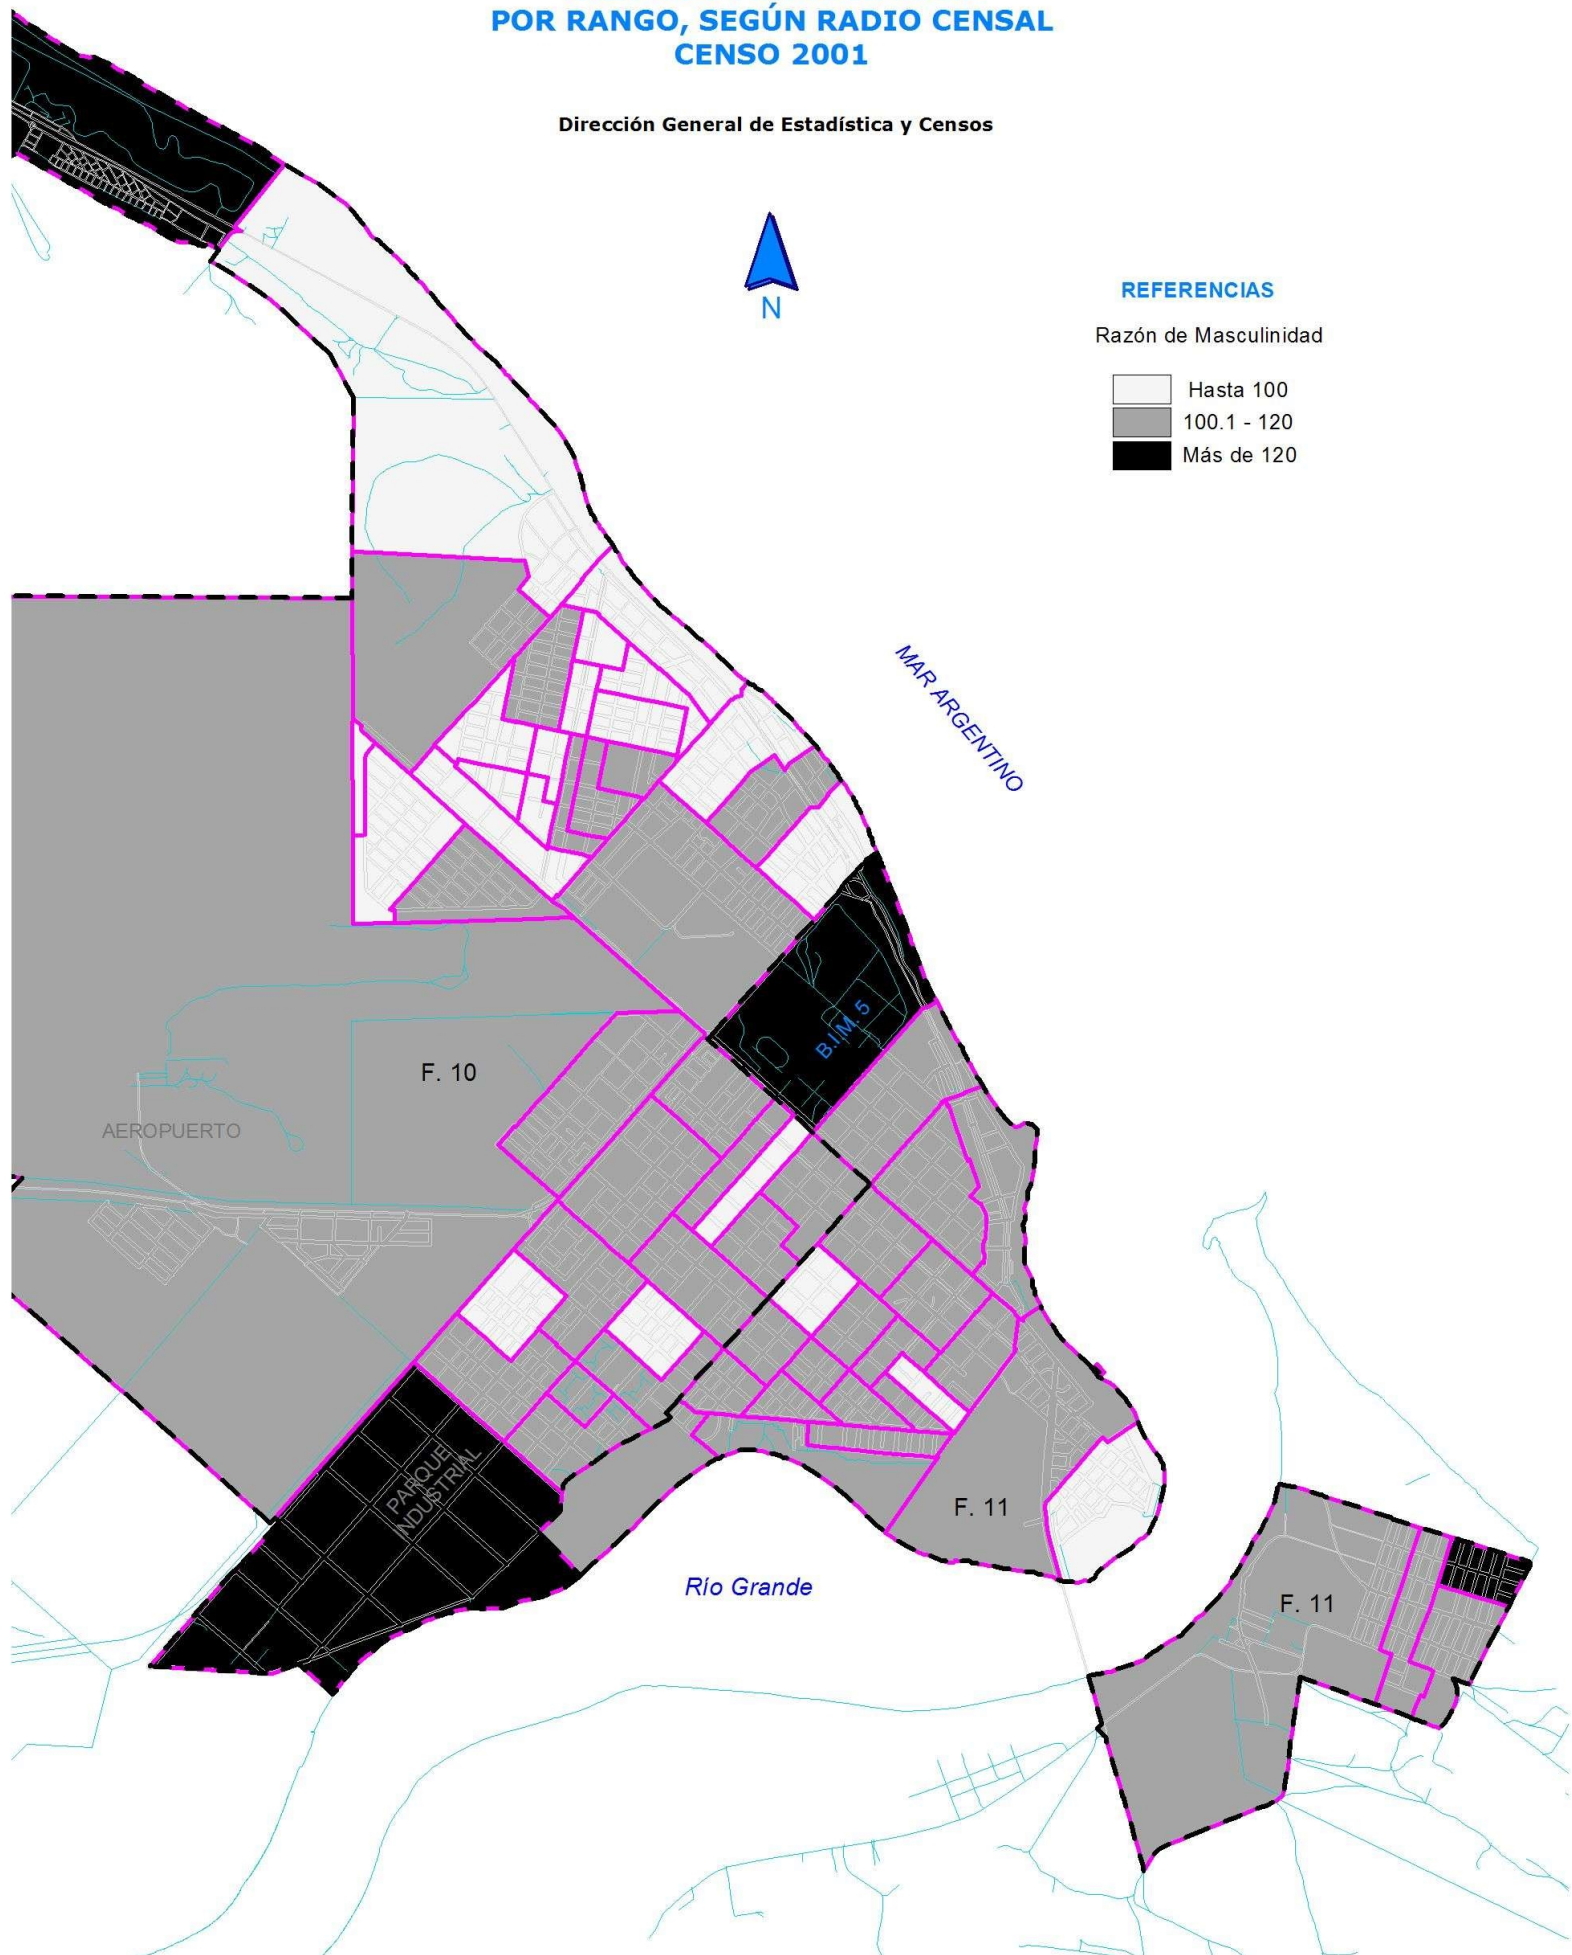 POR RANGO, SEGÚN RADIO CENSAL
CENSO 2001
Dirección General de Estadística y Censos
N
REFERENCIAS
Razón de Masculinidad
Hasta 100
100.1 - 120
Más de 120
MAR ARGENTINO
B.I.M. 5
F. 10
AEROPUERTO
PARQUE
INDUSTRIAL
F. 11
Río Grande
F. 11